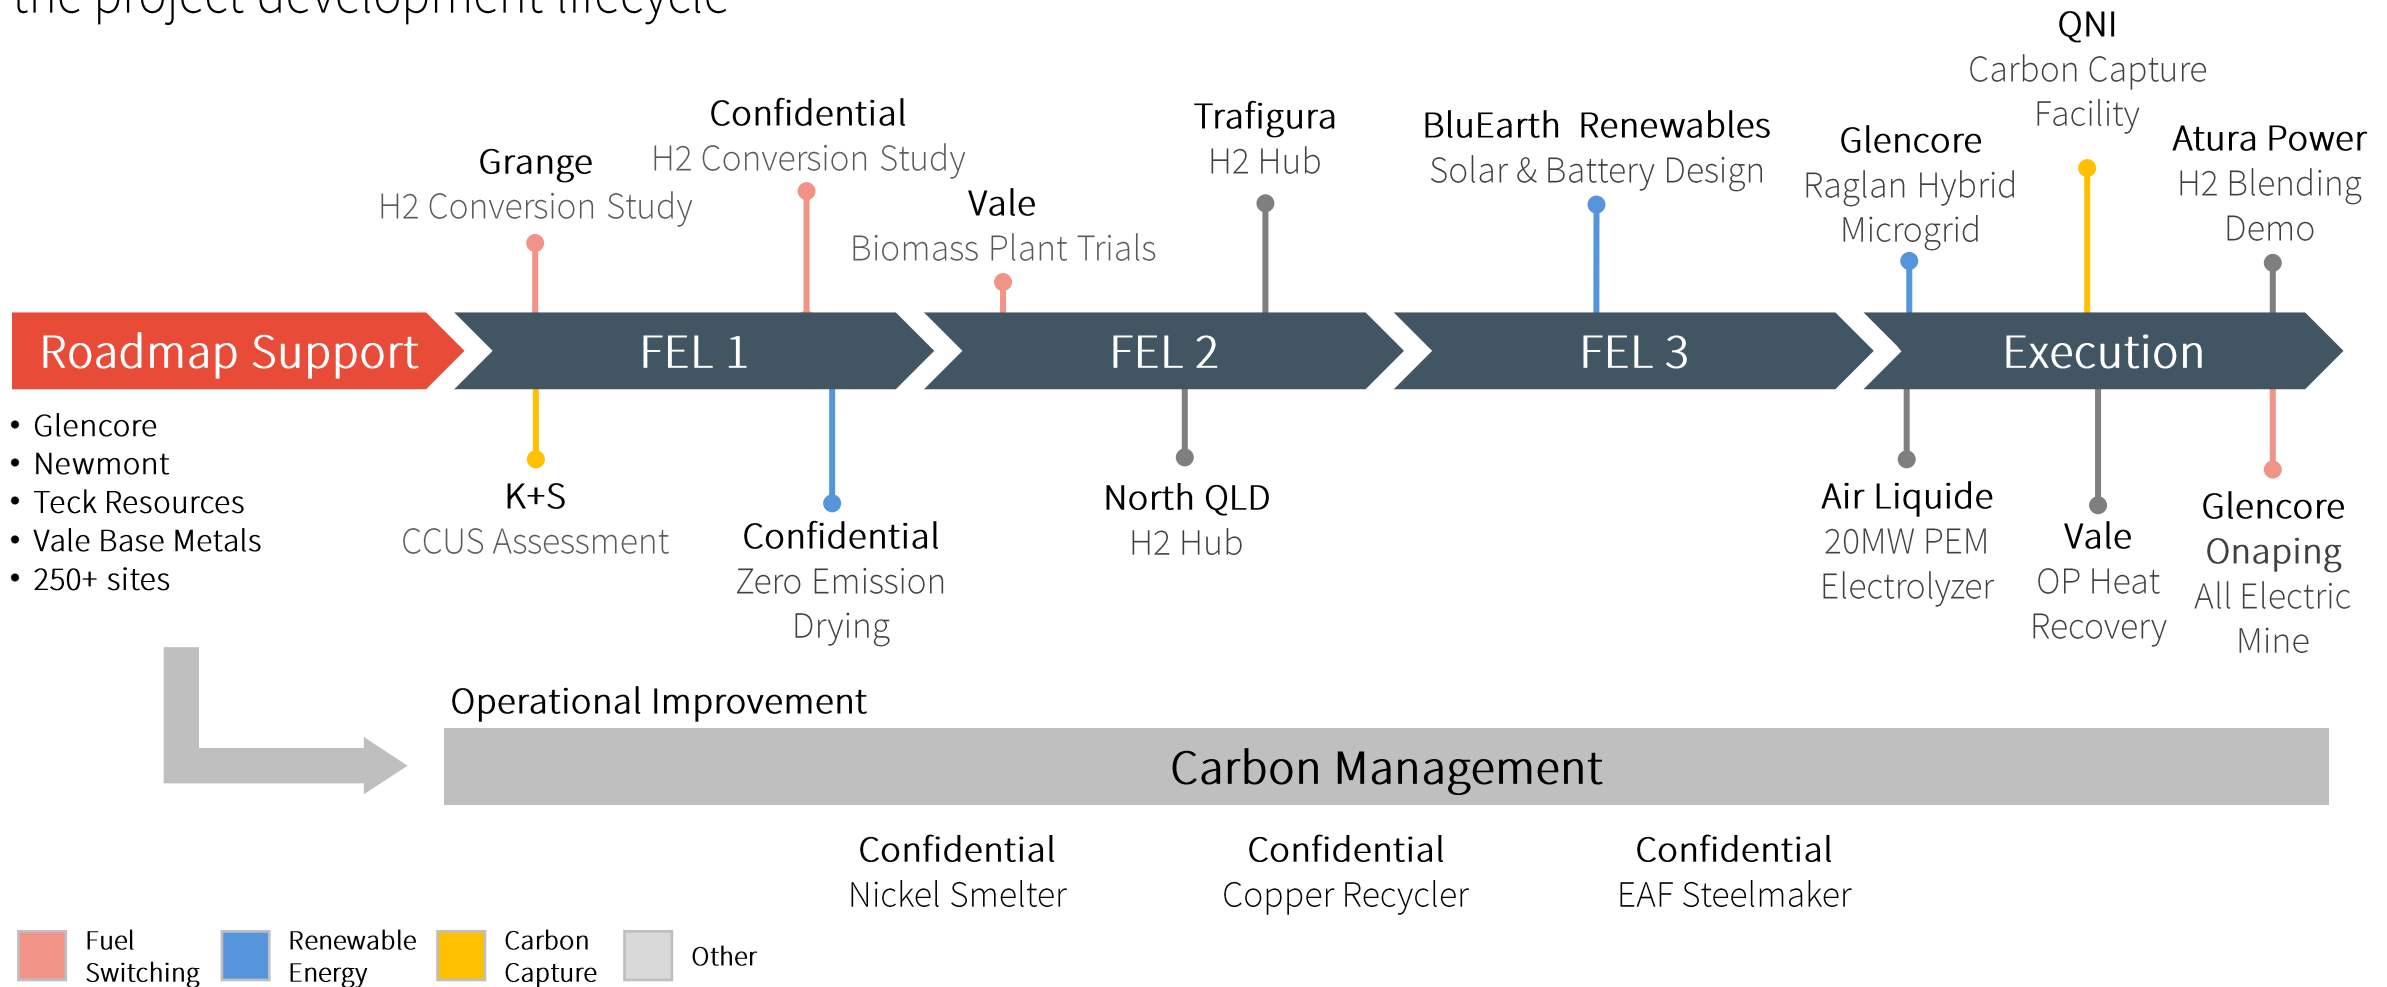 the project development lifecycle
QNI
Carbon Capture
Facility
Confidential
H2 Conversion Study
Trafigura
H2 Hub
BluEarth Renewables
Solar & Battery Design
Glencore
Raglan Hybrid
Microgrid
Atura Power
H2 Blending
Demo
Grange
H2 Conversion Study
Vale
Biomass Plant Trials
Roadmap Support
FEL 1
FEL 2
FEL 3
Execution
• Glencore
• Newmont
• Teck Resources
• Vale Base Metals
• 250+ sites
K+S
CCUS Assessment
Confidential
Zero Emission
Drying
North QLD
H2 Hub
Air Liquide
20MW PEM
Electrolyzer
Vale
OP Heat
Recovery
Glencore
Onaping
All Electric
Mine
Operational Improvement
Carbon Management
Confidential
Nickel Smelter
Confidential
Copper Recycler
Confidential
EAF Steelmaker
Fuel
Switching
Renewable
Energy
Carbon
Capture
Other